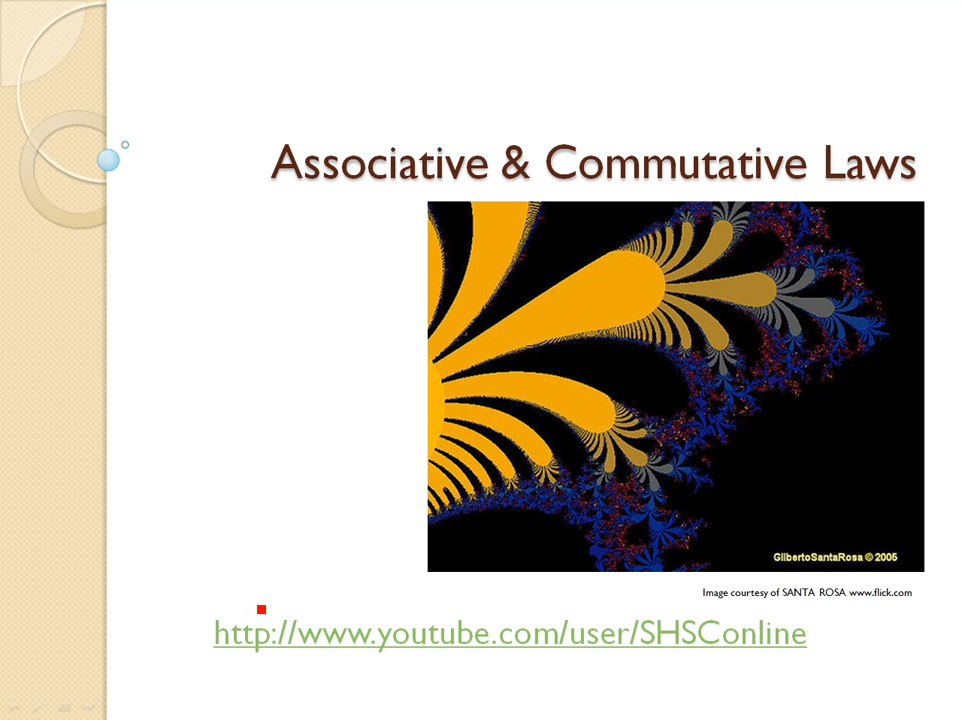 Associative & Commutative Laws
GilbertoSantaRosa © 2005
Image courtesy of SANTA ROSA www.flick.com
http://www.youtube.com/user/SHSConline